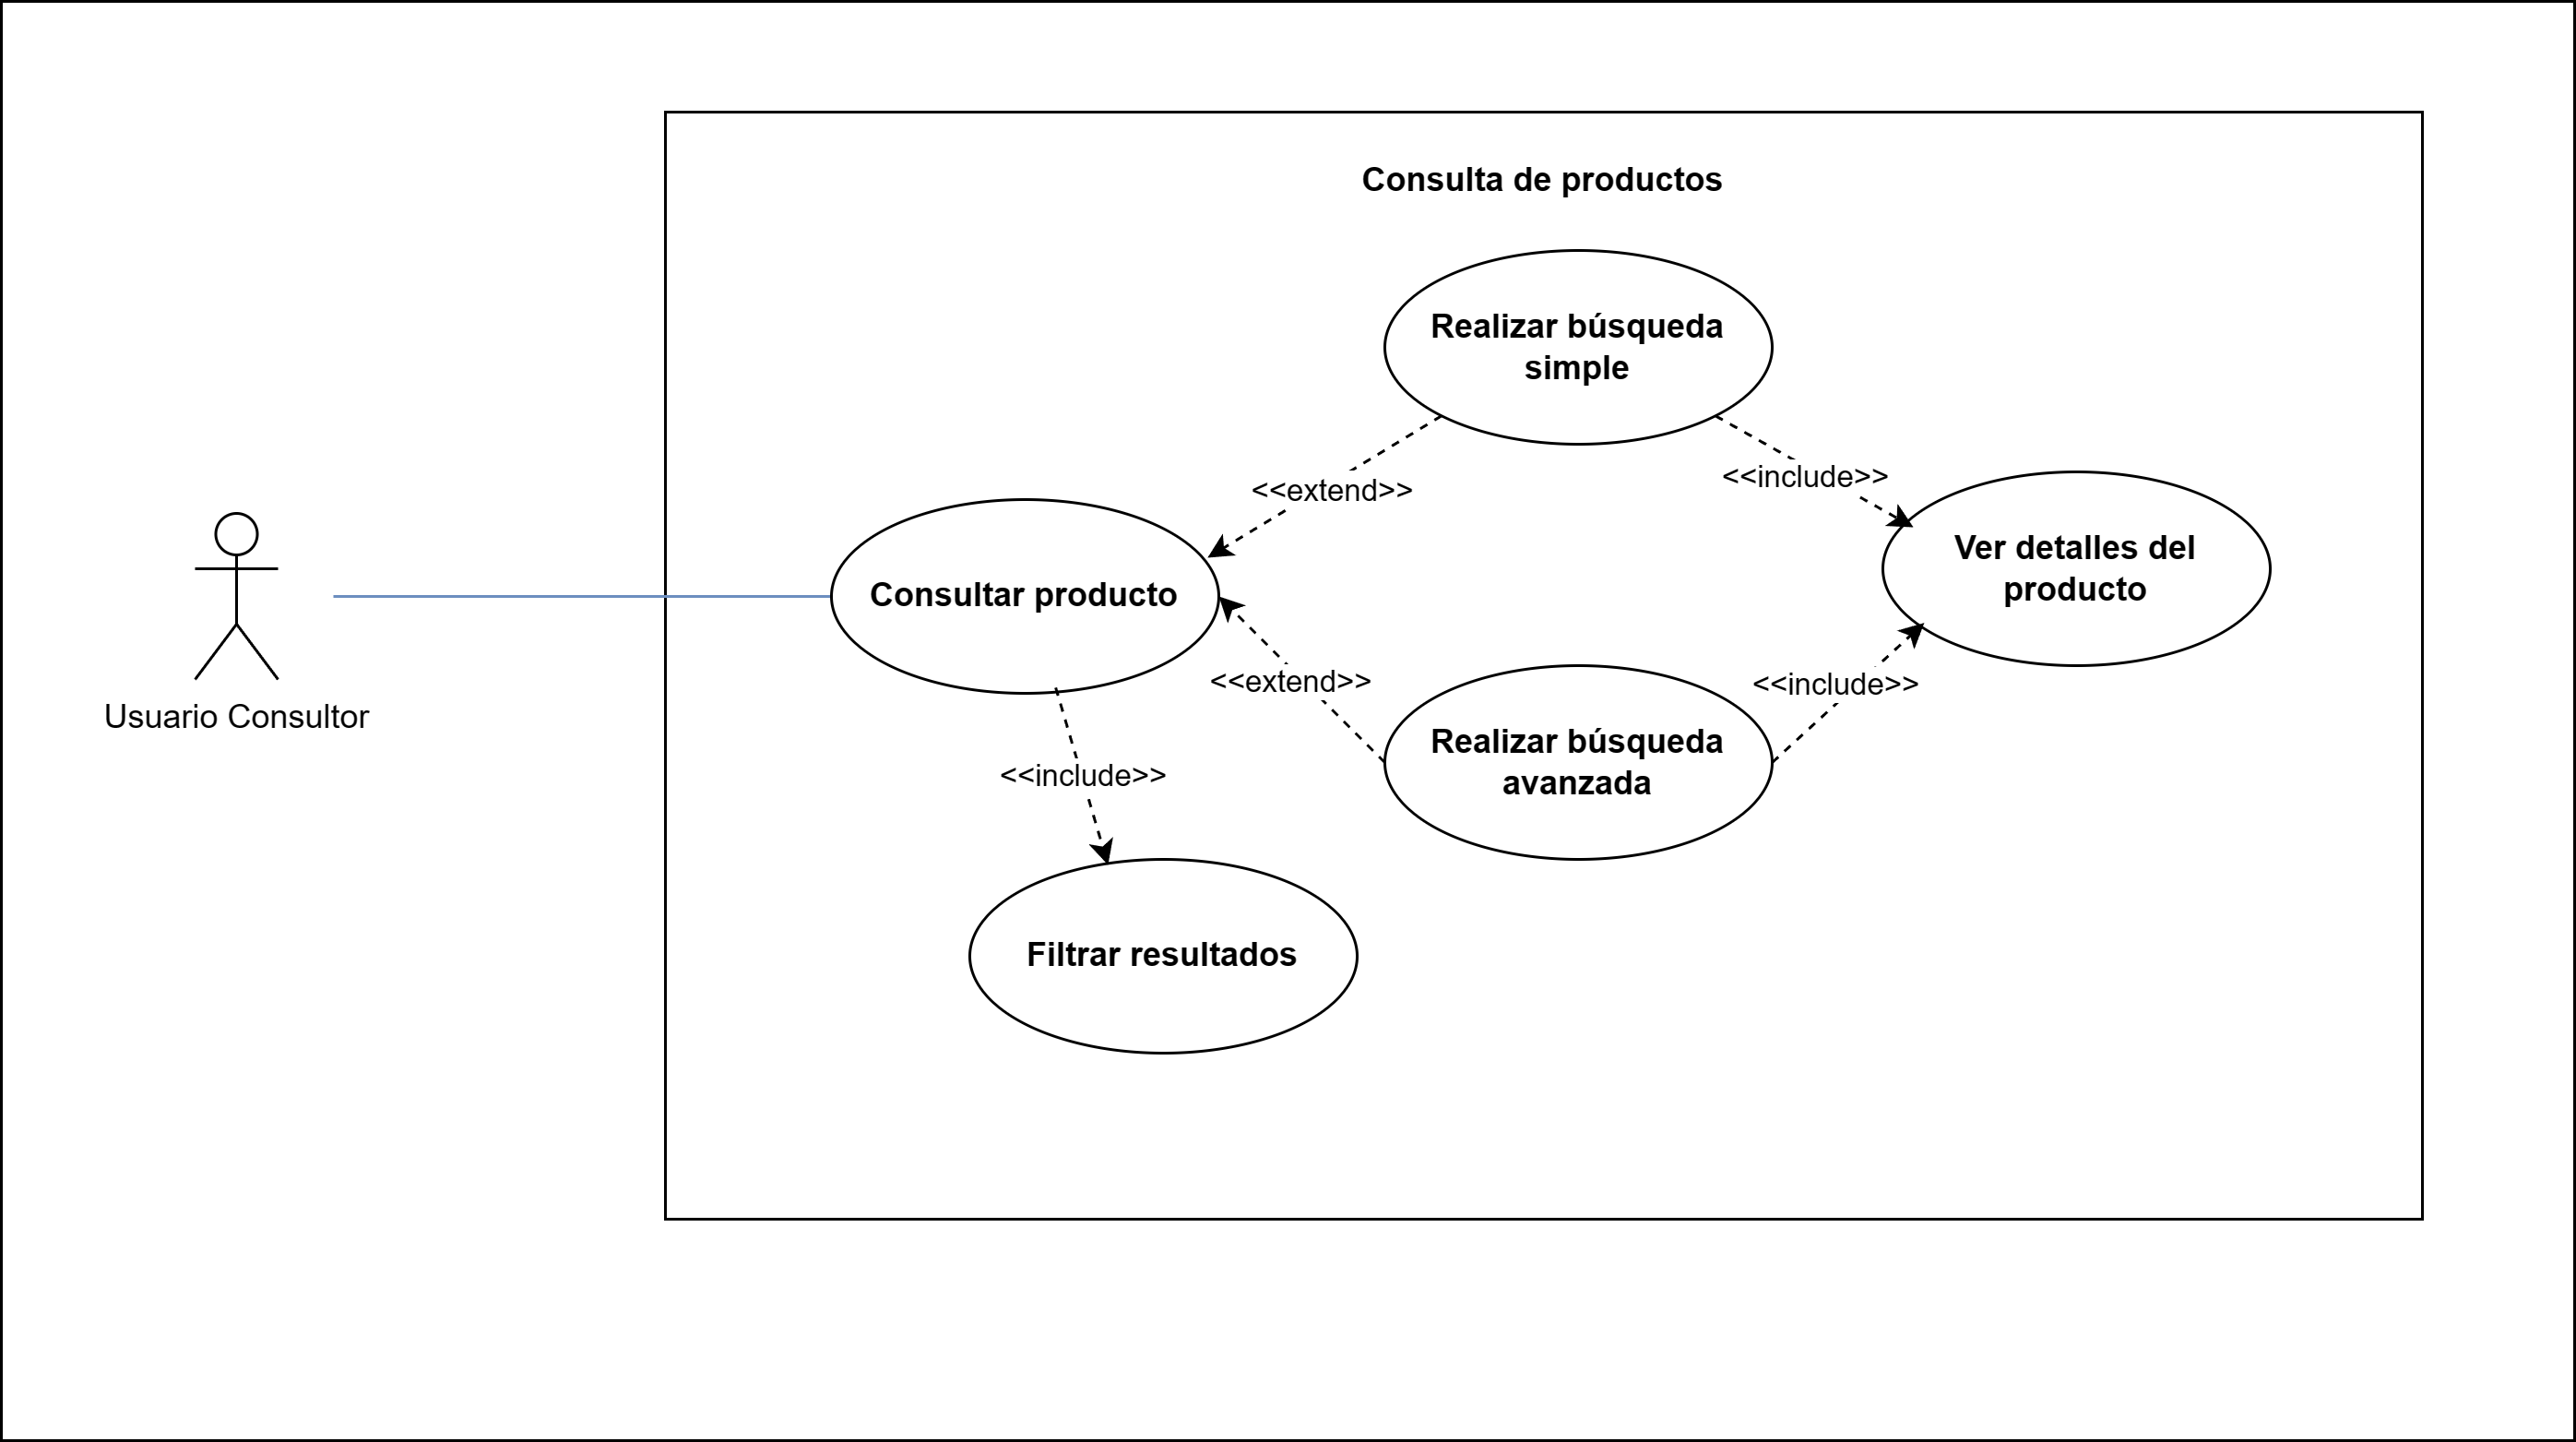 Consulta de productos
Realizar búsqueda
simple
<<extend>>
<<include>>
Consultar producto
Ver detalles del
producto
Usuario Consultor
<<extend>>
<<include>>
Realizar búsqueda
avanzada
<<include>>
Filtrar resultados